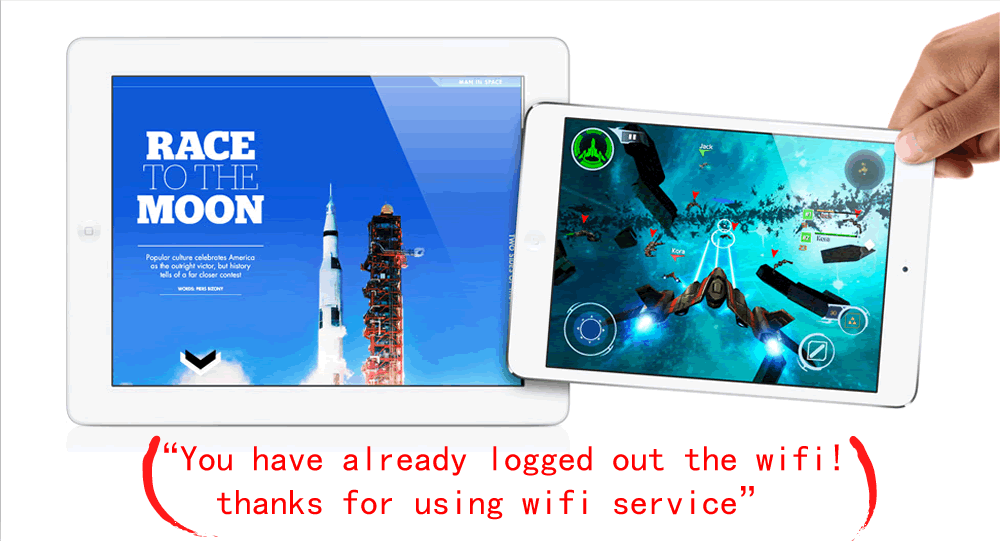 MAN IN SPACE
RACE
TO THE
MOON
Popular culture celebrates America
as the outright victor, but history
tells of a far closer contest
WORDS: PIERS BIZONY
Jack
Kora
Kora
“You have already logged out the wifi!
thanks for using wifi service”